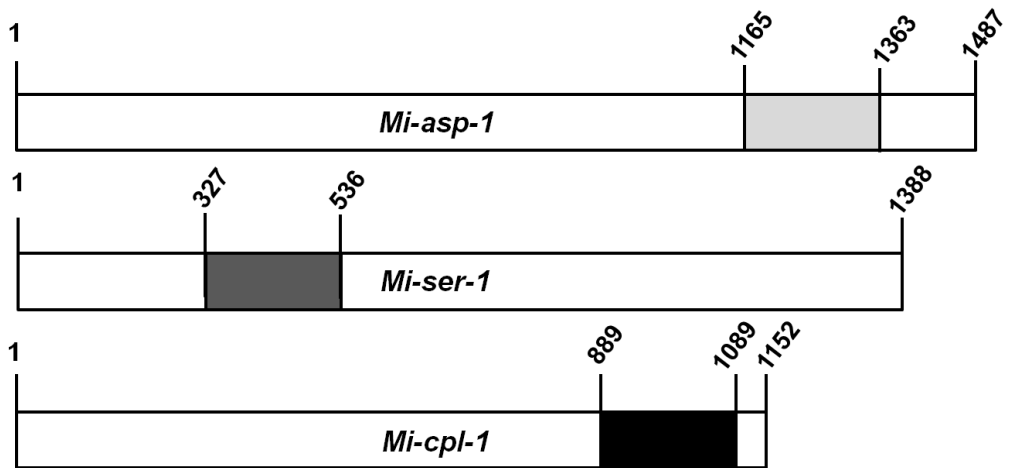 1 1165 1363 1487
Mi-asp-1
1 327 536 1388
Mi-ser-1
1 889 1089 1152
Mi-cpl-1